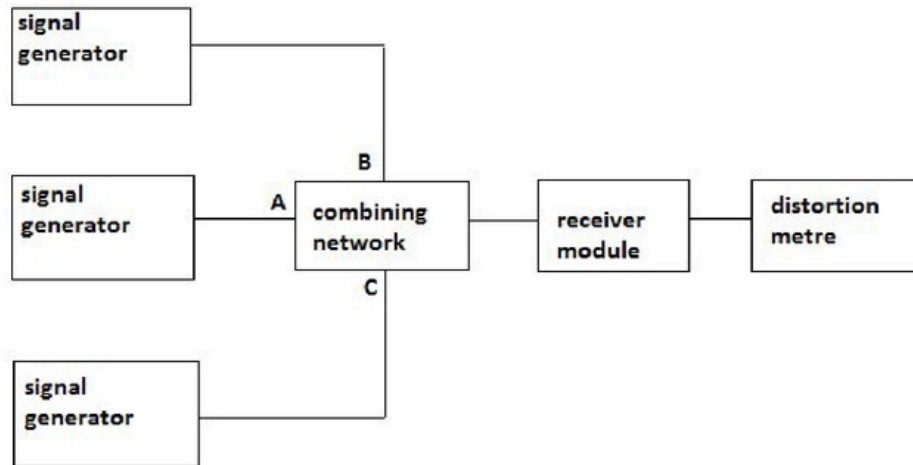 signal
generator
B
signal
generator
A
combining
network
receiver
module
distortion
metre
C
signal
generator